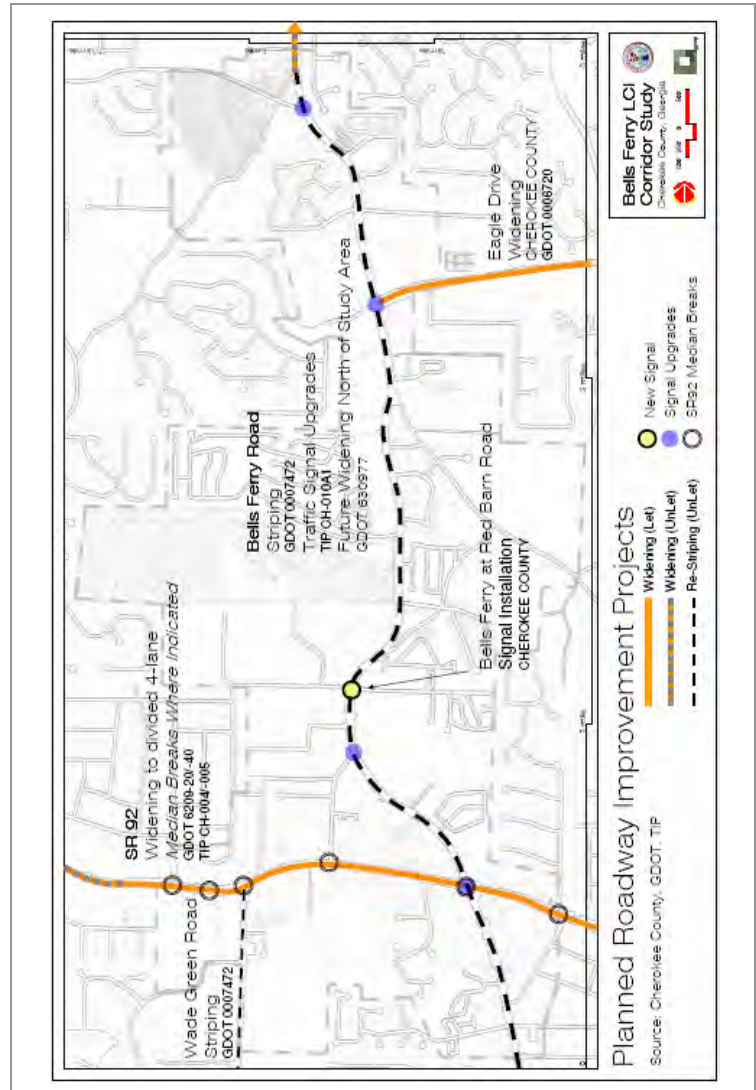 SR 92
Widening to divided 4-lane
Median Breaks Where Indicated
GDOT 6209-20/-40
TIP CH-004/-005
Wade Green Road
Striping
GDOT 0007472
Bells Ferry Road
Striping
GDOT 0007472
Traffic Signal Upgrades
TIP CH-010A1
Future Widening North of Study Area
GDOT 630977
Bells Ferry at Red Barn Road
Signal Installation
CHEROKEE COUNTY
Eagle Drive
Widening
CHEROKEE COUNTY/
GDOT 0006720
Planned Roadway Improvement Projects
Source: Cherokee County, GDOT, TIP
Widening (Let)
Widening (UnLet)
Re-Striping (UnLet)
New Signal
Signal Upgrades
SR92 Median Breaks
Bells Ferry LCI
Corridor Study
Cherokee County, Georgia